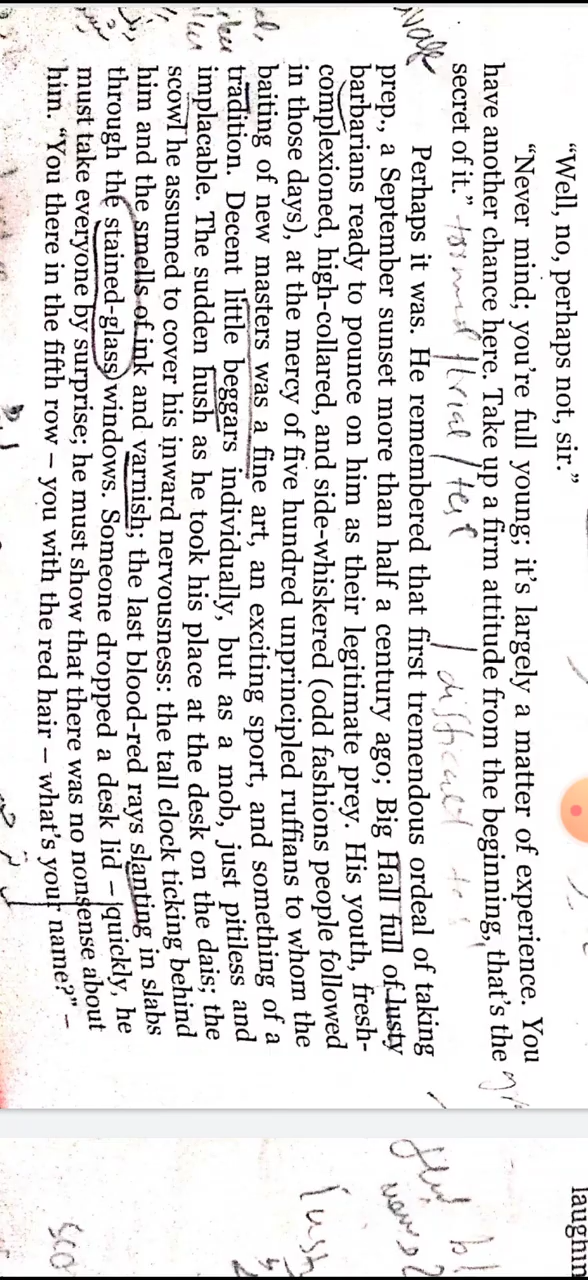 “Well, no, perhaps not, sir.”
“Never mind; you’re full young; it’s largely a matter of experience. You
have another chance here. Take up a firm attitude from the beginning, that’s the
secret of it.”
Perhaps it was. He remembered that first tremendous ordeal of taking
prep., a September sunset more than half a century ago; Big Hall full of lusty
barbarians ready to pounce on him as their legitimate prey. His youth, fresh-
complexioned, high-collared, and side-whiskered (odd fashions people followed
in those days), at the mercy of five hundred unprincipled ruffians to whom the
baiting of new masters was a fine art, an exciting sport, and something of a
tradition. Decent little beggars individually, but as a mob, just pitiless and
implacable. The sudden hush as he took his place at the desk on the dais; the
scowl he assumed to cover his inward nervousness: the tall clock ticking behind
him and the smells of ink and varnish; the last blood-red rays slanting in slabs
through the stained-glass windows. Someone dropped a desk lid – quickly, he
must take everyone by surprise; he must show that there was no nonsense about
him. “You there in the fifth row – you with the red hair – what’s your name?” –
laughin